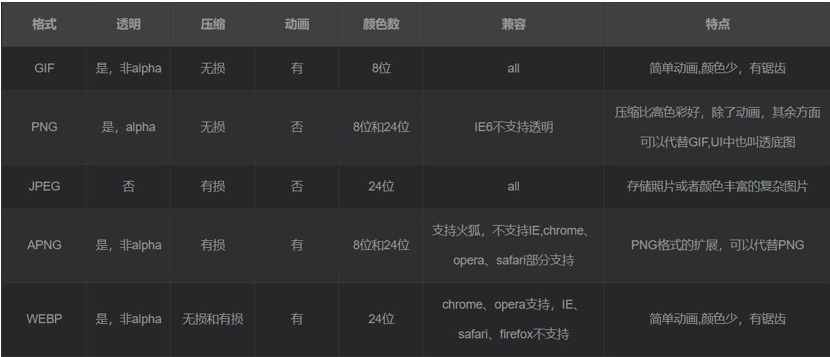 格式 透明 压缩 动画 颜色数 兼容 特点
GIF 是，非alpha 无损 有 8位 all 简单动画,颜色少，有锯齿
PNG 是，alpha 无损 否 8位和24位 IE6不支持透明 压缩比高色彩好，除了动画，其余方面
可以代替GIF,UI中也叫透底图
JPEG 否 有损 否 24位 all 存储照片或者颜色丰富的复杂图片
APNG 是，非alpha 有损 有 8位和24位 支持火狐，不支持IE,chrome、
opera、safari部分支持 PNG格式的扩展，可以代替PNG
WEBP 是，非alpha 无损和有损 有 24位 chrome、opera支持，IE、
safari、firefox不支持 简单动画,颜色少，有锯齿